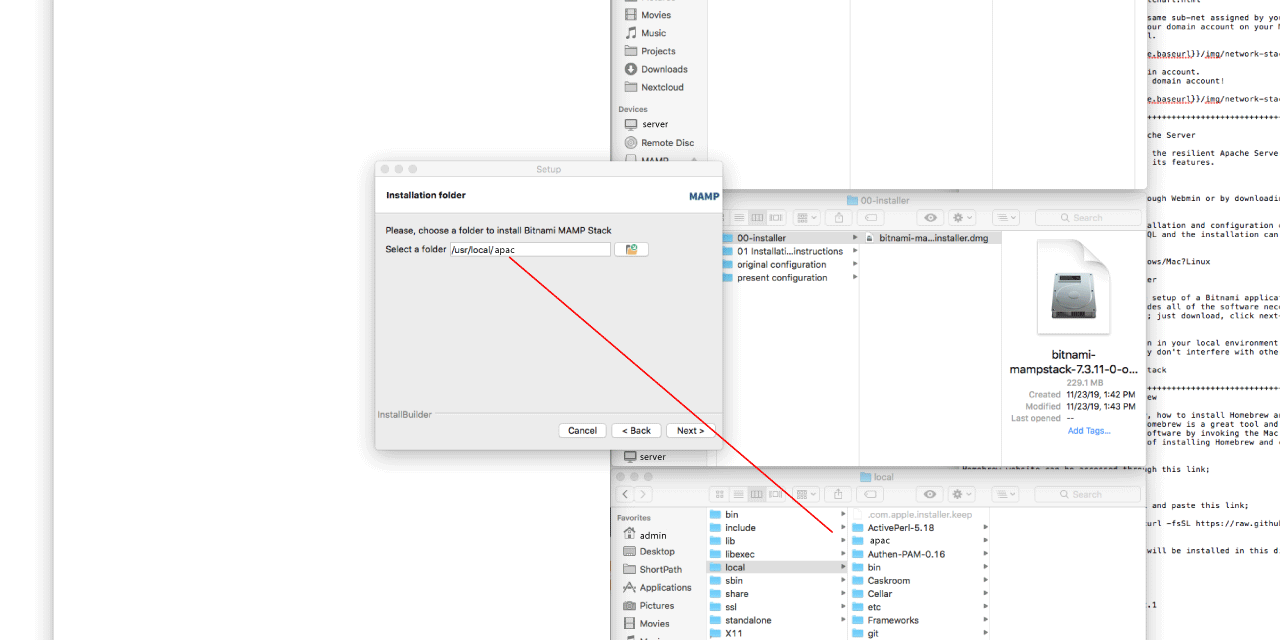 Movies
Music
Projects
Downloads
Nextcloud
Devices
server
Remote Disc
MAMP
Setup
Installation folder
MAMP
Please, choose a folder to install Bitnami MAMP Stack
Select a folder /usr/local/apac
InstallBuilder
Cancel
< Back
Next >
00-installer
Search
00-installer
01 Installati...instructions
original configuration
present configuration
bitnami-ma...installer.dmg
bitnami-
mampstack-7.3.11-0-o...
229.1 MB
Created 11/23/19, 1:42 PM
Modified 11/23/19, 1:43 PM
Last opened --
Add Tags...
server
local
Search
Favorites
admin
Desktop
ShortPath
Applications
Pictures
Movies
bin
include
lib
libexec
local
sbin
share
ssl
standalone
X11
.com.apple.installer.keep
ActivePerl-5.18
apac
Authen-PAM-0.16
bin
Caskroom
Cellar
etc
Frameworks
git
same sub-net assigned by
our domain account on your
e.baseurl}}/img/network-sta
in account.
domain account!
e.baseurl}}/img/network-sta
++++++++++++++++++++++++++
che Server
the resilient Apache Serve
its features.
ough Webmin or by downloadin
allation and configuration
QL and the installation can
ows/Mac?Linux
er
setup of a Bitnami applica
des all of the software nec
; just download, click next-
n in your local environment
y don't interfere with othe
tack
++++++++++++++++++++++++++
ew
, how to install Homebrew an
omebrew is a great tool and
oftware by invoking the Mac
of installing Homebrew and
Homebrew website can be accessed through this link;
and paste this link;
url -fsSL https://raw.githu
will be installed in this d
.1